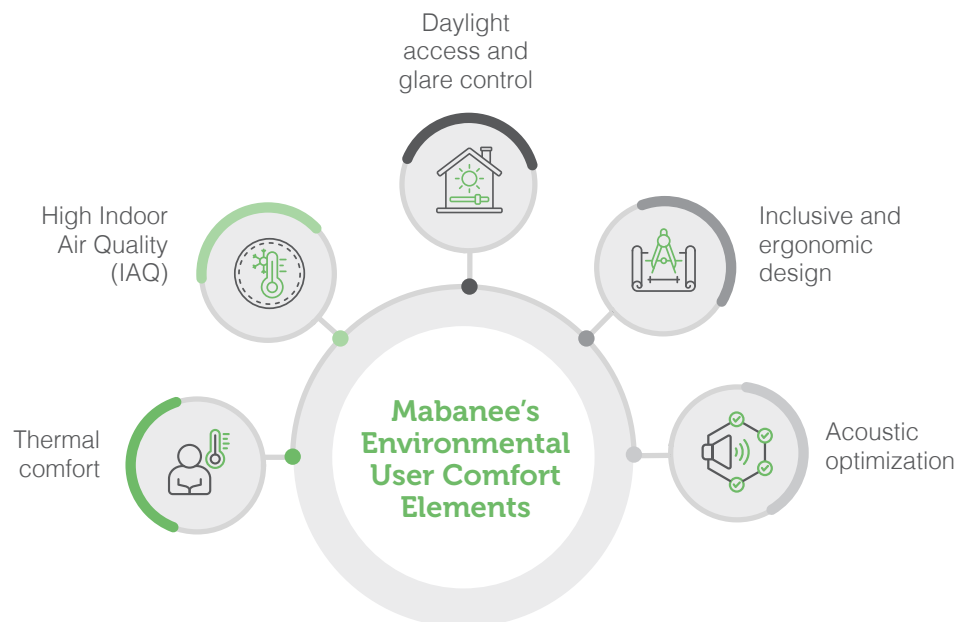 Daylight
access and
glare control
High Indoor
Air Quality
(IAQ)
Inclusive and
ergonomic
design
Thermal
comfort
Mabanee's
Environmental
User Comfort
Elements
Acoustic
optimization